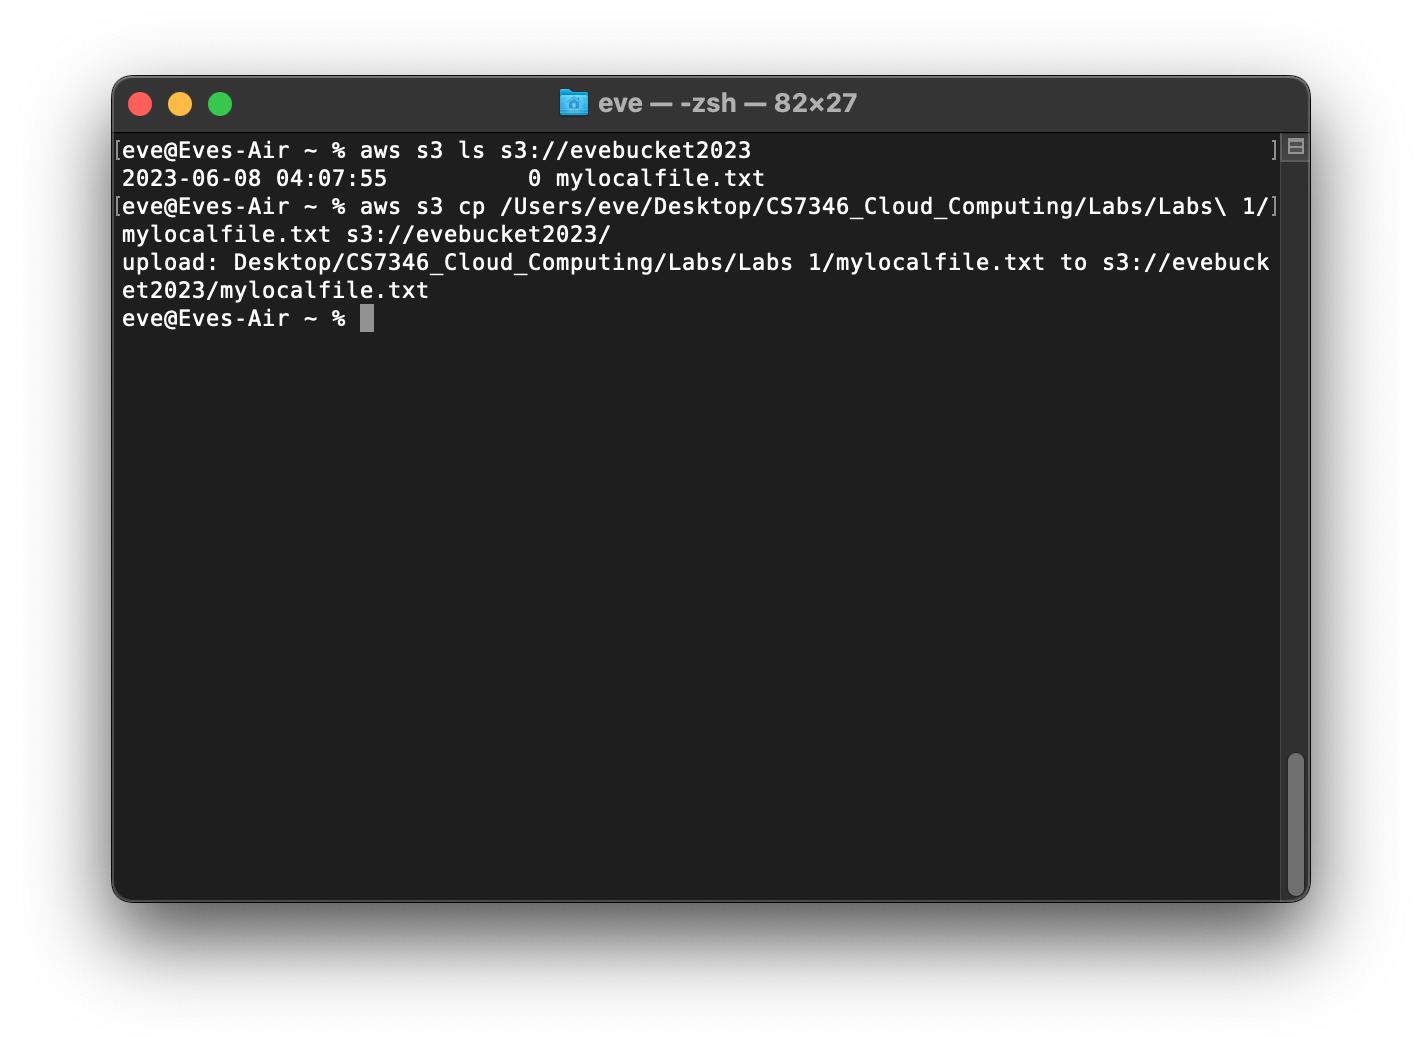 eve — -zsh — 82×27
[eve@Eves-Air ~ % aws s3 ls s3://evebucket2023 ]
2023-06-08 04:07:55          0 mylocalfile.txt
[eve@Eves-Air ~ % aws s3 cp /Users/eve/Desktop/CS7346_Cloud_Computing/Labs/Labs\ 1/]
mylocalfile.txt s3://evebucket2023/
upload: Desktop/CS7346_Cloud_Computing/Labs/Labs 1/mylocalfile.txt to s3://evebuck
et2023/mylocalfile.txt
eve@Eves-Air ~ %